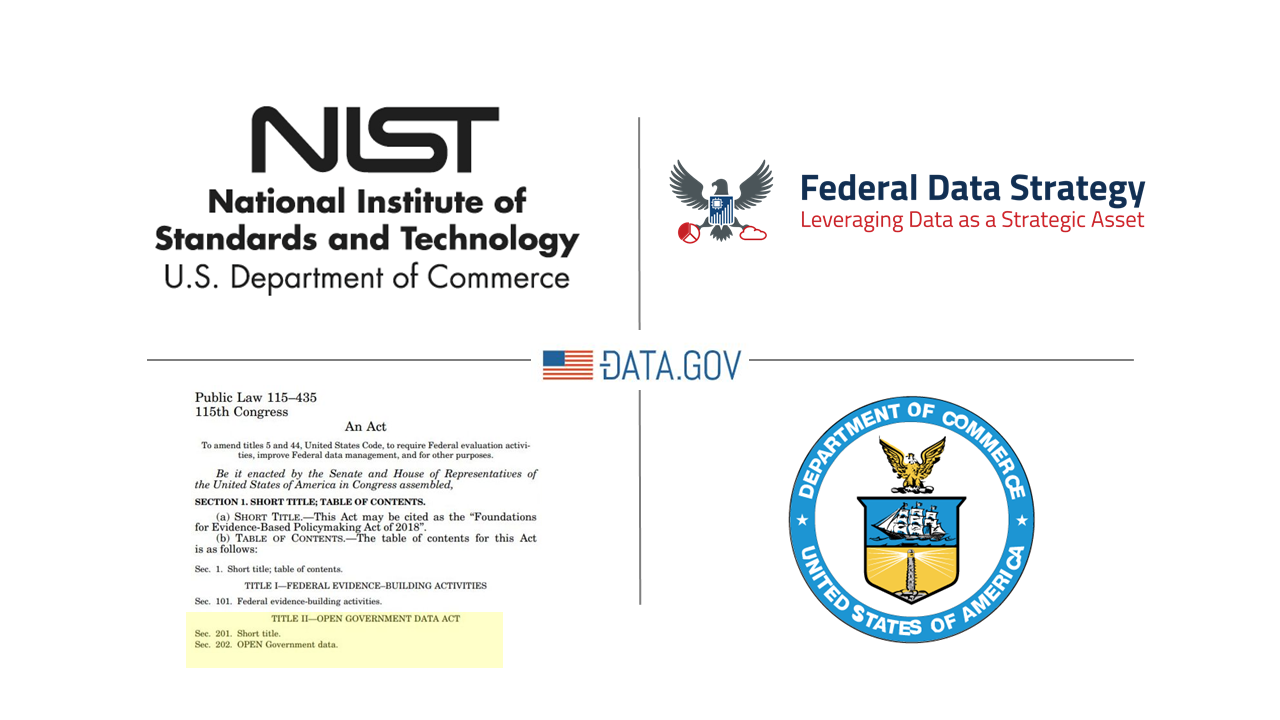 NIST
National Institute of
Standards and Technology
U.S. Department of Commerce
Federal Data Strategy
Leveraging Data as a Strategic Asset
DATA.GOV
Public Law 115–435
115th Congress
An Act
To amend titles 5 and 44, United States Code, to require Federal evaluation activi-
ties, improve Federal data management, and for other purposes.
Be it enacted by the Senate and House of Representatives of
the United States of America in Congress assembled,
SECTION 1. SHORT TITLE; TABLE OF CONTENTS.
(a) SHORT TITLE.—This Act may be cited as the “Foundations
for Evidence-Based Policymaking Act of 2018”.
(b) TABLE OF CONTENTS.—The table of contents for this Act
is as follows:
Sec. 1. Short title; table of contents.
TITLE I—FEDERAL EVIDENCE–BUILDING ACTIVITIES
Sec. 101. Federal evidence-building activities.
TITLE II—OPEN GOVERNMENT DATA ACT
Sec. 201. Short title.
Sec. 202. OPEN Government data.
DEPARTMENT OF COMMERCE
UNITED STATES OF AMERICA